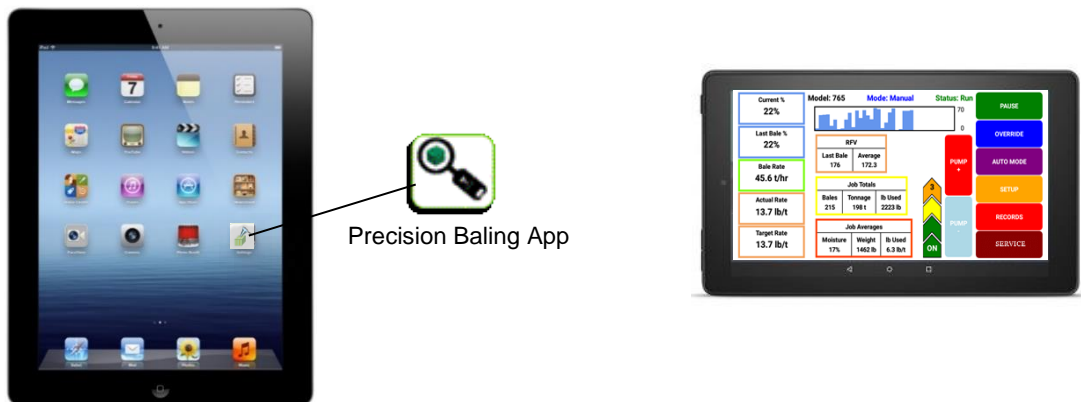 7
Precision Baling App
Current %
22%
Last Bale %
22%
Bale Rate
45.6 t/hr
Actual Rate
13.7 lb/t
Target Rate
13.7 lb/t
Model: 765 Mode: Manual Status: Run
70
0
RFV
Last Bale Average
176 172.3
Job Totals
Bales Tonnage lb Used
215 198 t 2223 lb
Job Averages
Moisture Weight lb Used
17% 1462 lb 6.3 lb/t
3
ON
PUMP
+
PUMP
-
PAUSE
OVERRIDE
AUTO MODE
SETUP
RECORDS
SERVICE